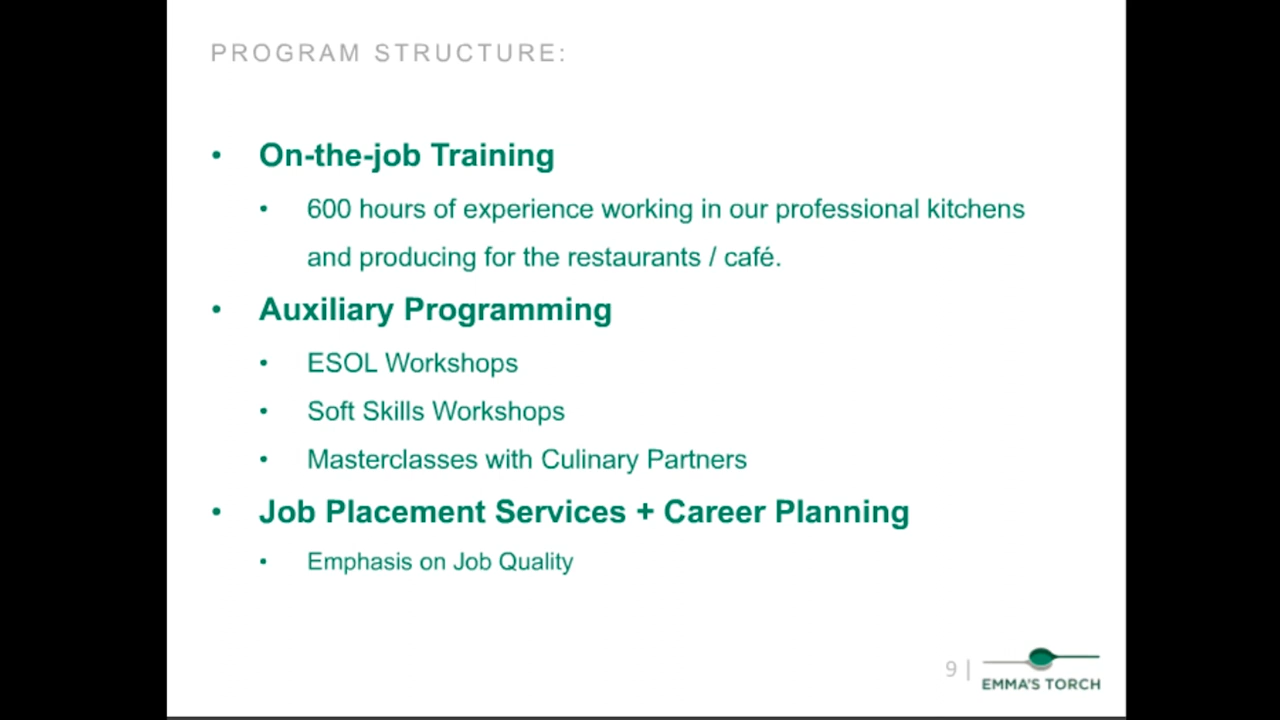 PROGRAM STRUCTURE:
• On-the-job Training
• 600 hours of experience working in our professional kitchens
and producing for the restaurants / café.
• Auxiliary Programming
• ESOL Workshops
• Soft Skills Workshops
• Masterclasses with Culinary Partners
• Job Placement Services + Career Planning
• Emphasis on Job Quality
9 |
EMMA'S TORCH